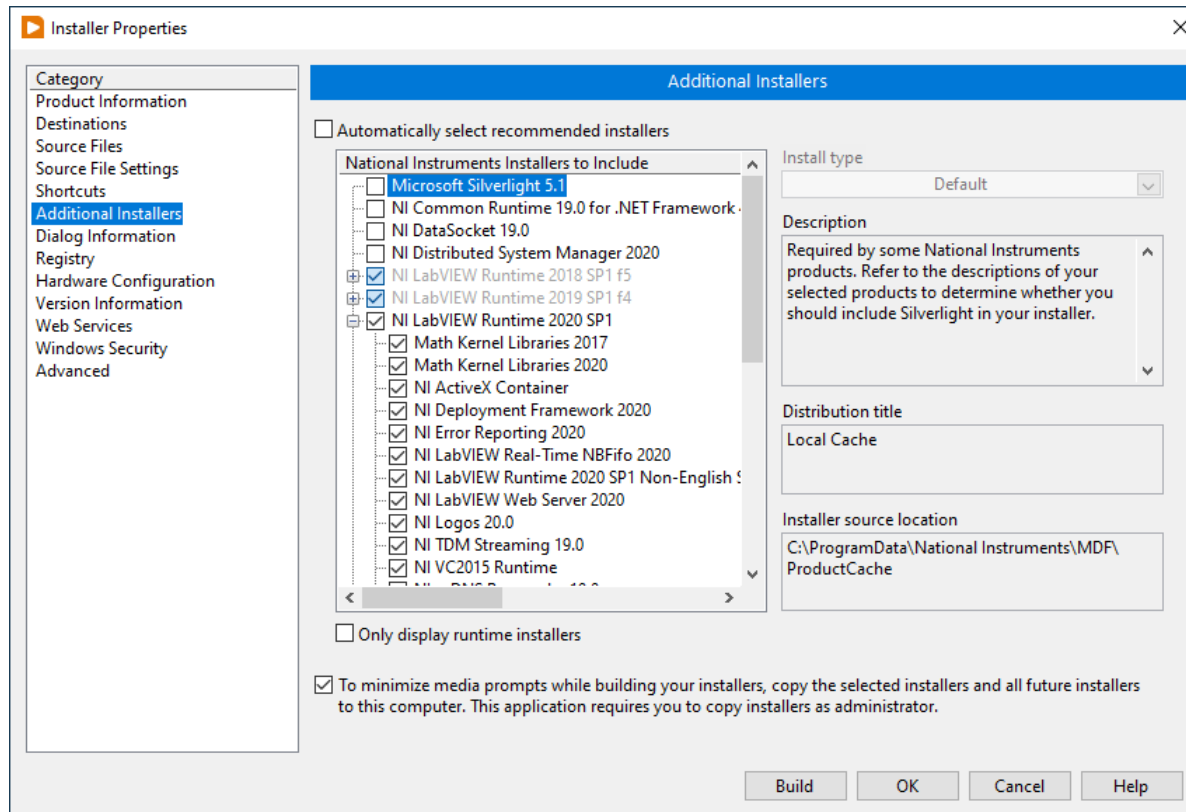 Installer Properties
Category
Product Information
Destinations
Source Files
Source File Settings
Shortcuts
Additional Installers
Dialog Information
Registry
Hardware Configuration
Version Information
Web Services
Windows Security
Advanced
Additional Installers
Automatically select recommended installers
National Instruments Installers to Include
Microsoft Silverlight 5.1
NI Common Runtime 19.0 for .NET Framework
NI DataSocket 19.0
NI Distributed System Manager 2020
NI LabVIEW Runtime 2018 SP1 f5
NI LabVIEW Runtime 2019 SP1 f4
NI LabVIEW Runtime 2020 SP1
Math Kernel Libraries 2017
Math Kernel Libraries 2020
NI ActiveX Container
NI Deployment Framework 2020
NI Error Reporting 2020
NI LabVIEW Real-Time NBFifo 2020
NI LabVIEW Runtime 2020 SP1 Non-English
NI LabVIEW Web Server 2020
NI Logos 20.0
NI TDM Streaming 19.0
NI VC2015 Runtime
Only display runtime installers
Install type
Default
Description
Required by some National Instruments
products. Refer to the descriptions of your
selected products to determine whether you
should include Silverlight in your installer.
Distribution title
Local Cache
Installer source location
C:\ProgramData\National Instruments\MDF\
ProductCache
To minimize media prompts while building your installers, copy the selected installers and all future installers
to this computer. This application requires you to copy installers as administrator.
Build
OK
Cancel
Help